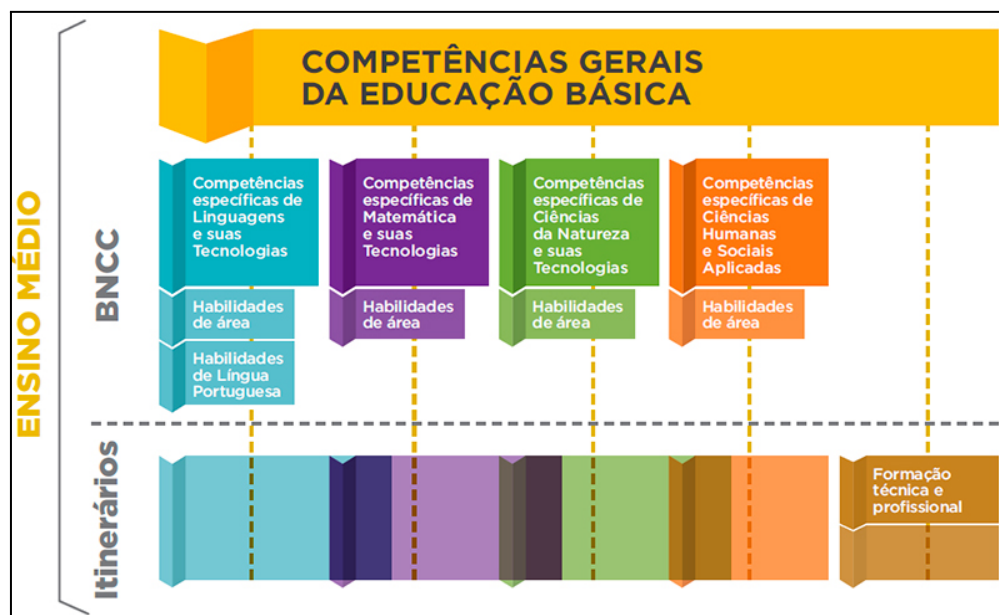 ENSINO MÉDIO
BNCC
COMPETÊNCIAS GERAIS
DA EDUCAÇÃO BÁSICA
Competências
específicas de
Linguagens
e suas
Tecnologias
Habilidades
de área
Habilidades
de Língua
Portuguesa
Competências
específicas de
Matemática
e suas
Tecnologias
Habilidades
de área
Competências
específicas de
Ciências
da Natureza
e suas
Tecnologias
Habilidades
de área
Competências
específicas de
Ciências
Humanas
e Sociais
Aplicadas
Habilidades
de área
Itinerários
Formação
técnica e
profissional